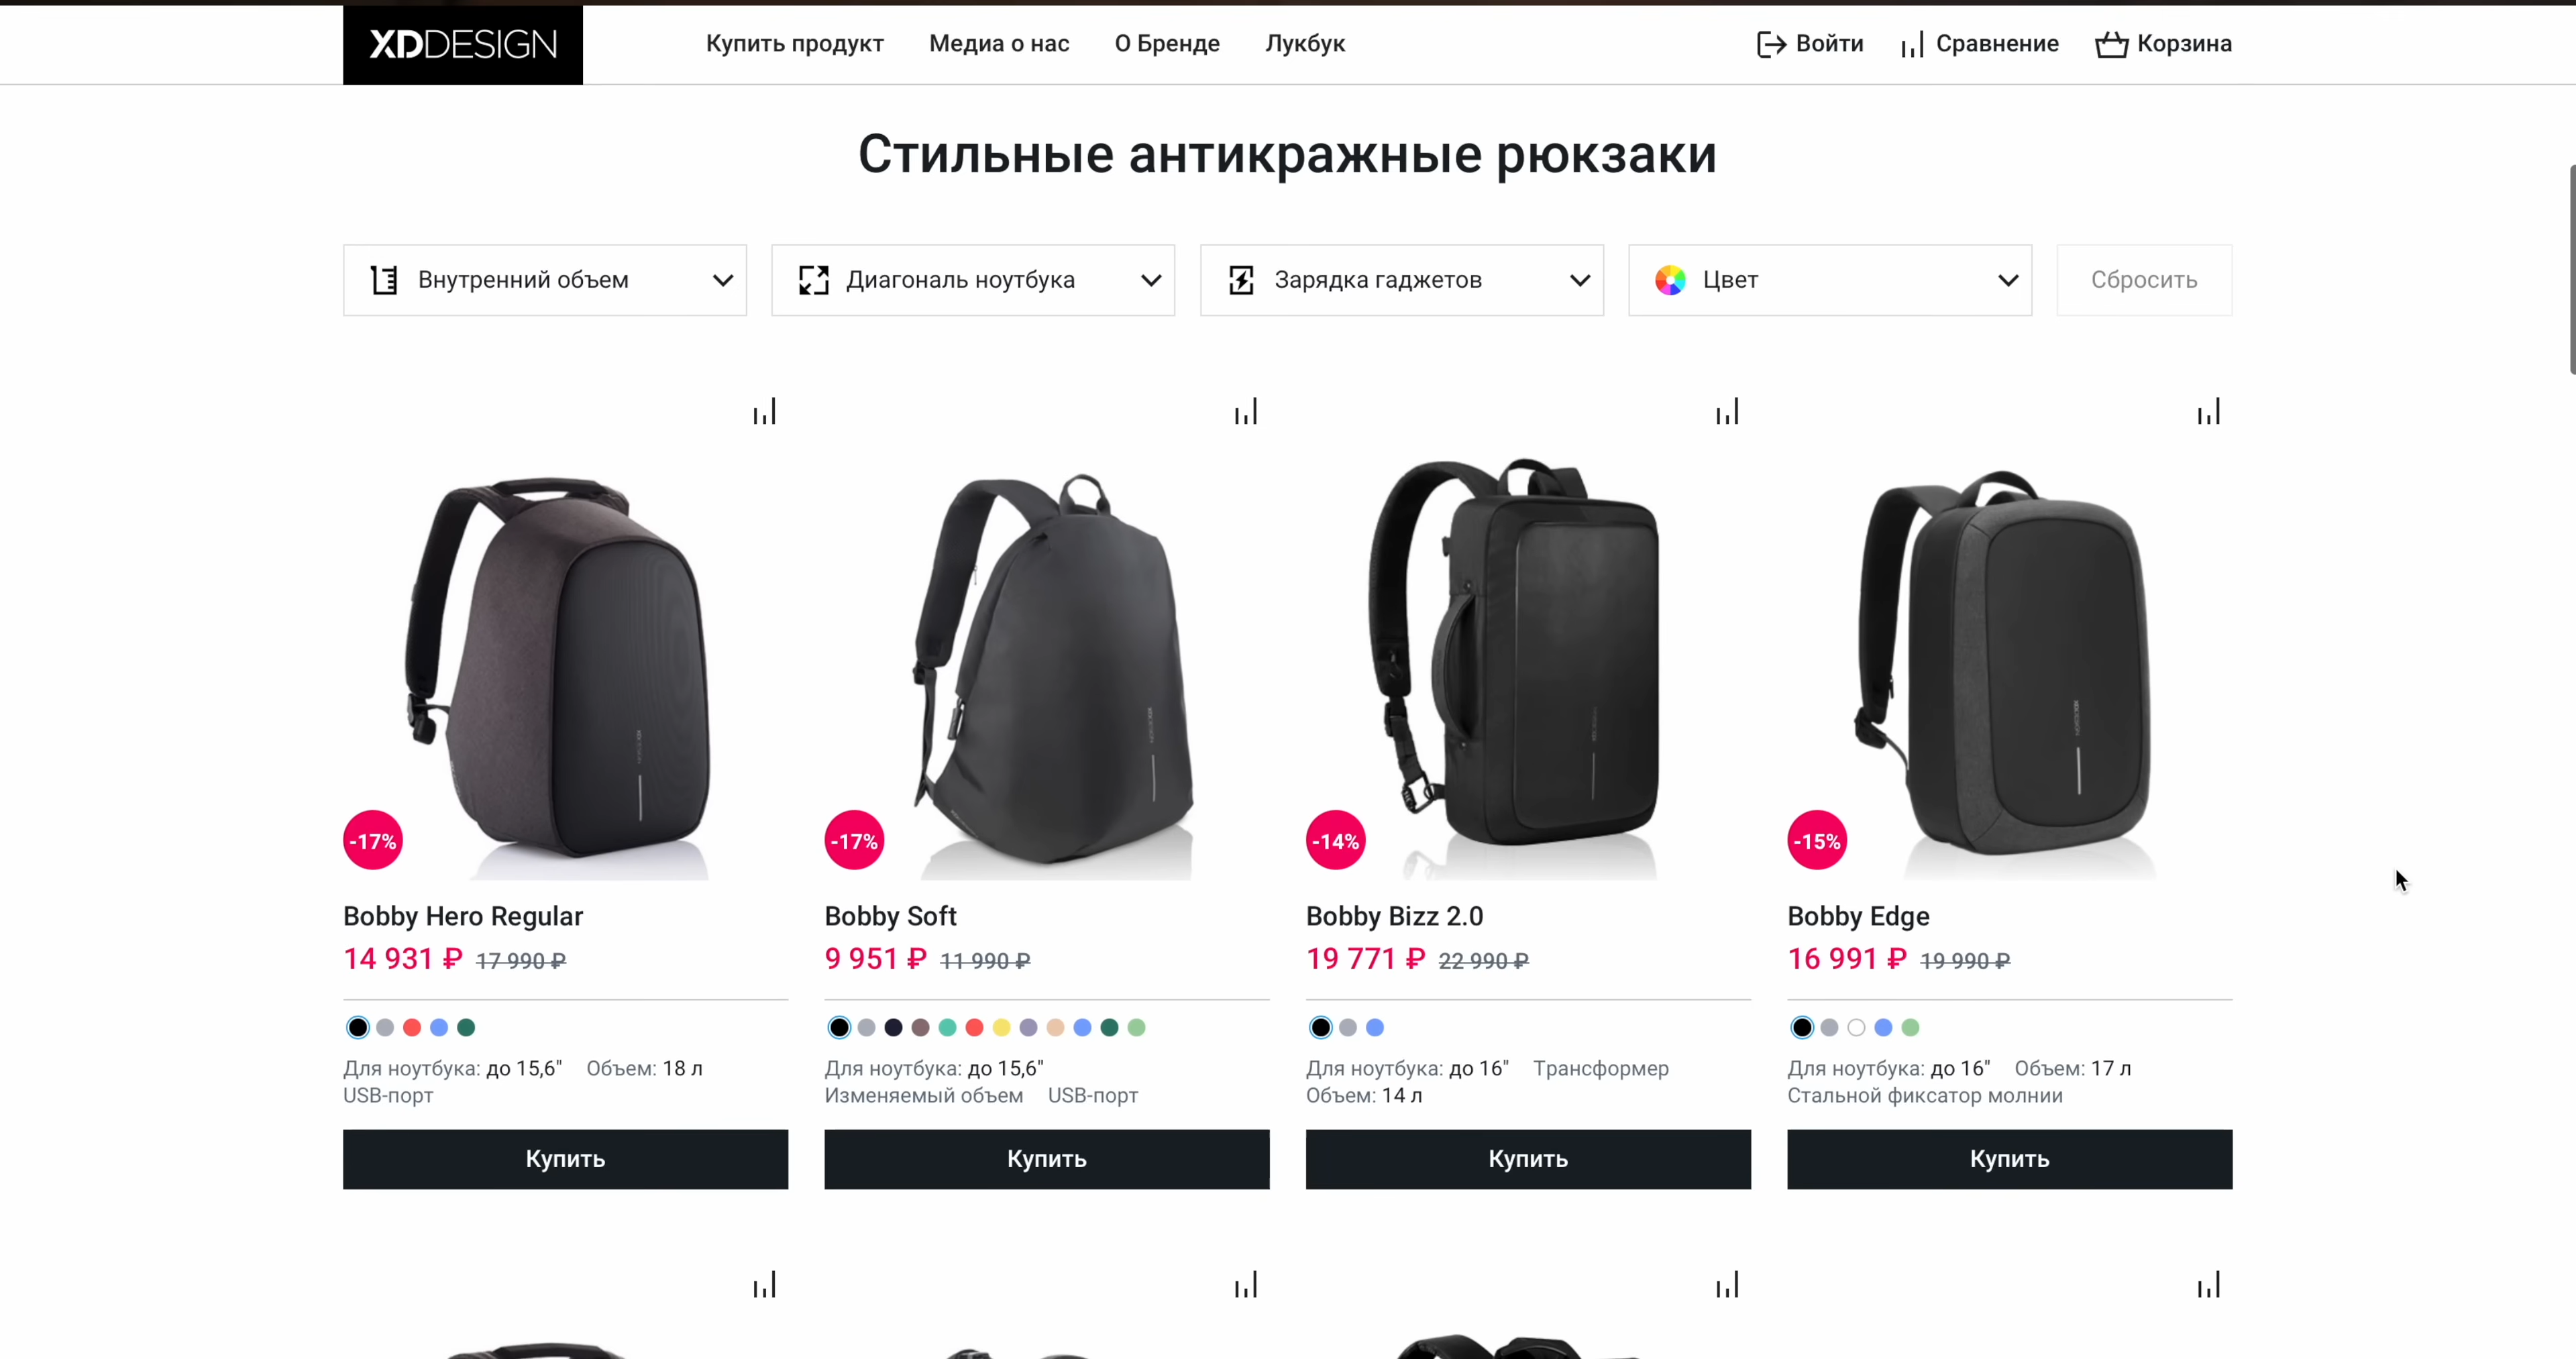 XDDESIGN
Купить продукт Медиа о нас О Бренде Лукбук Войти Сравнение Корзина
Стильные антикражные рюкзаки
Внутренний объем Диагональ ноутбука Зарядка гаджетов Цвет Сбросить
-17% -17% -14% -15%
Bobby Hero Regular
14 931 ₽ 17 990 ₽
Для ноутбука: до 15,6" Объем: 18 л
USB-порт
Купить
Bobby Soft
9 951 ₽ 11 990 ₽
Для ноутбука: до 15,6"
Изменяемый объем USB-порт
Купить
Bobby Bizz 2.0
19 771 ₽ 22 990 ₽
Для ноутбука: до 16" Трансформер
Объем: 14 л
Купить
Bobby Edge
16 991 ₽ 19 990 ₽
Для ноутбука: до 16" Объем: 17 л
Стальной фиксатор молнии
Купить